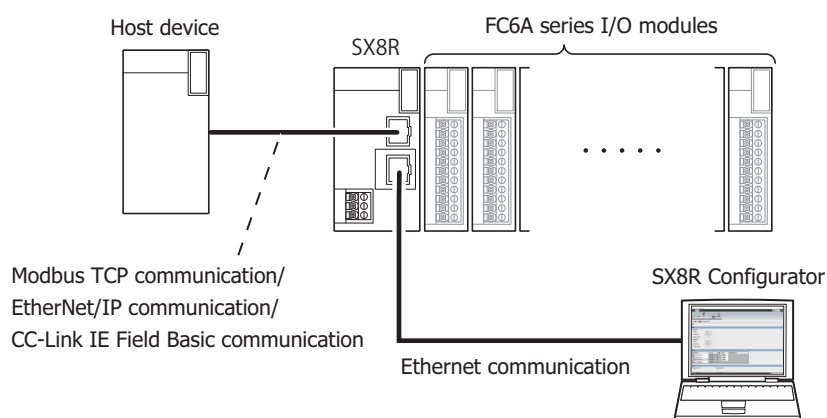 Host device
SX8R
FC6A series I/O modules
Modbus TCP communication/
EtherNet/IP communication/
CC-Link IE Field Basic communication
SX8R Configurator
Ethernet communication